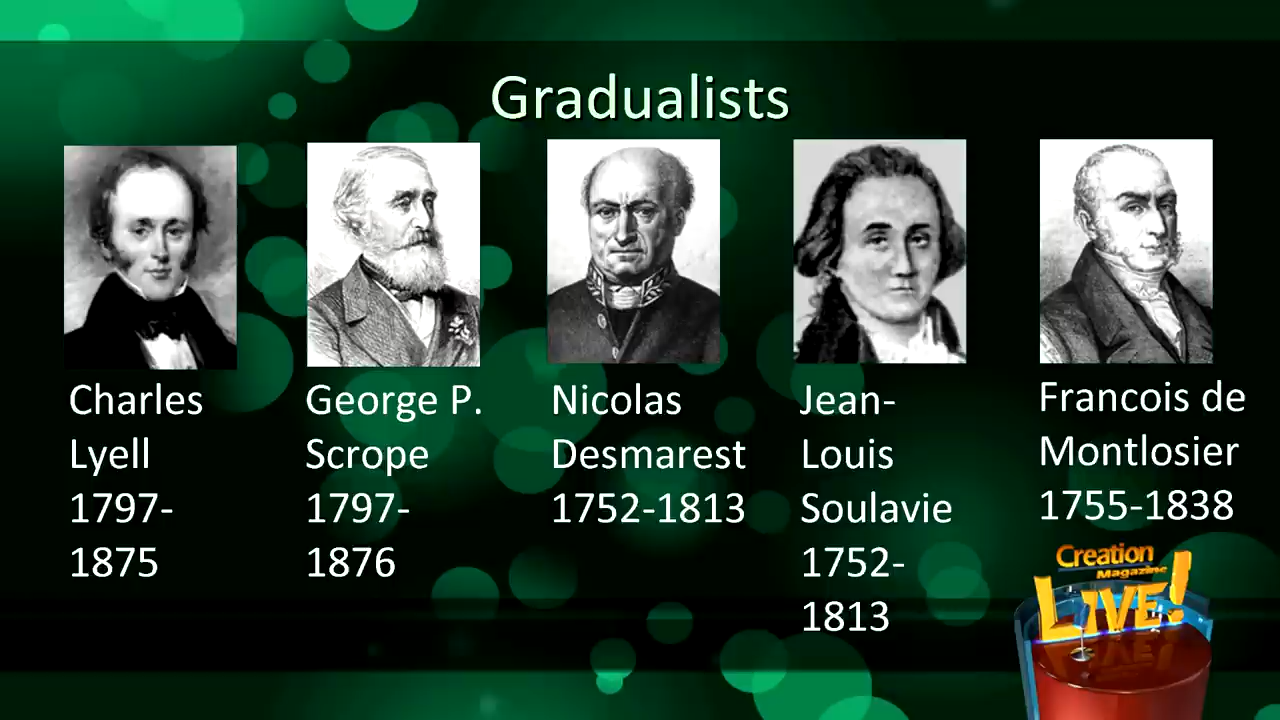 Gradualists
Charles
Lyell
1797-
1875
George P.
Scrope
1797-
1876
Nicolas
Desmarest
1752-1813
Jean-
Louis
Soulavie
1752-
1813
Francois de
Montlosier
1755-1838
Creation
Magazine
LIVE!